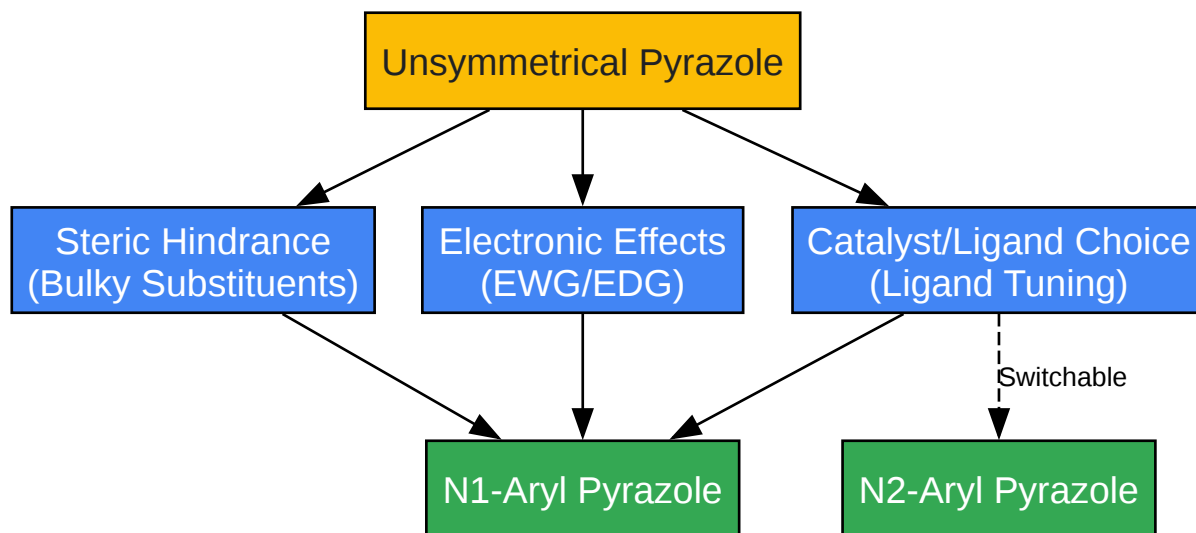 Unsymmetrical Pyrazole
Steric Hindrance
(Bulky Substituents)
Electronic Effects
(EWG/EDG)
Catalyst/Ligand Choice
(Ligand Tuning)
Switchable
N1-Aryl Pyrazole
N2-Aryl Pyrazole